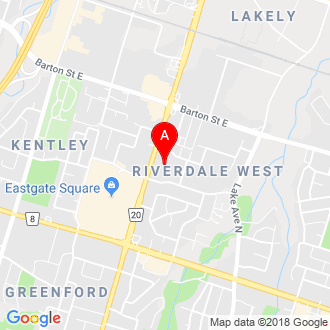 LAKELY
Barton St E
Barton St E
A
KENTLEY
RIVERDALE WEST
Eastgate Square
Lake Ave N
20
8
GREENFORD
Google
Map data ©2018 Google